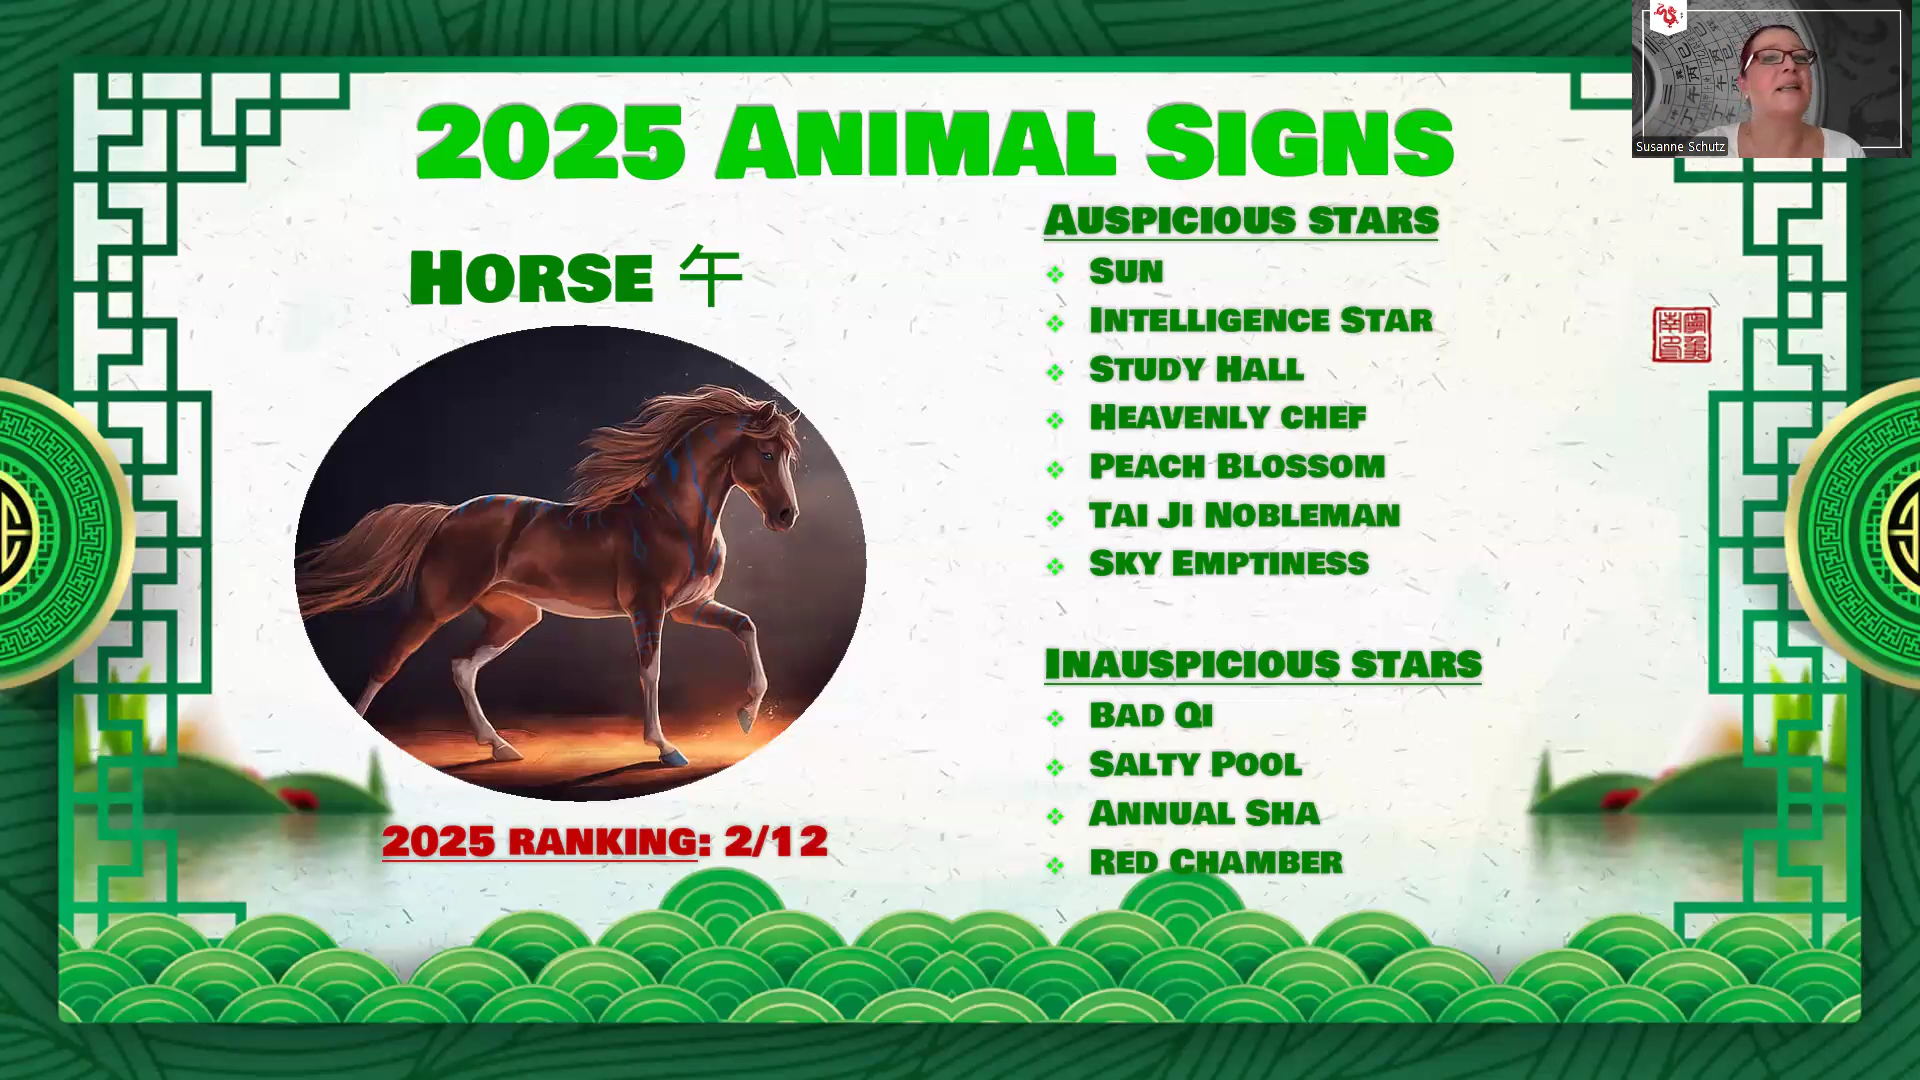 2025 Animal Signs
Horse 午
2025 ranking: 2/12
Auspicious stars
Sun
Intelligence Star
Study Hall
Heavenly chef
Peach Blossom
Tai Ji Nobleman
Sky Emptiness
Inauspicious stars
Bad Qi
Salty Pool
Annual Sha
Red Chamber
Susanne Schutz